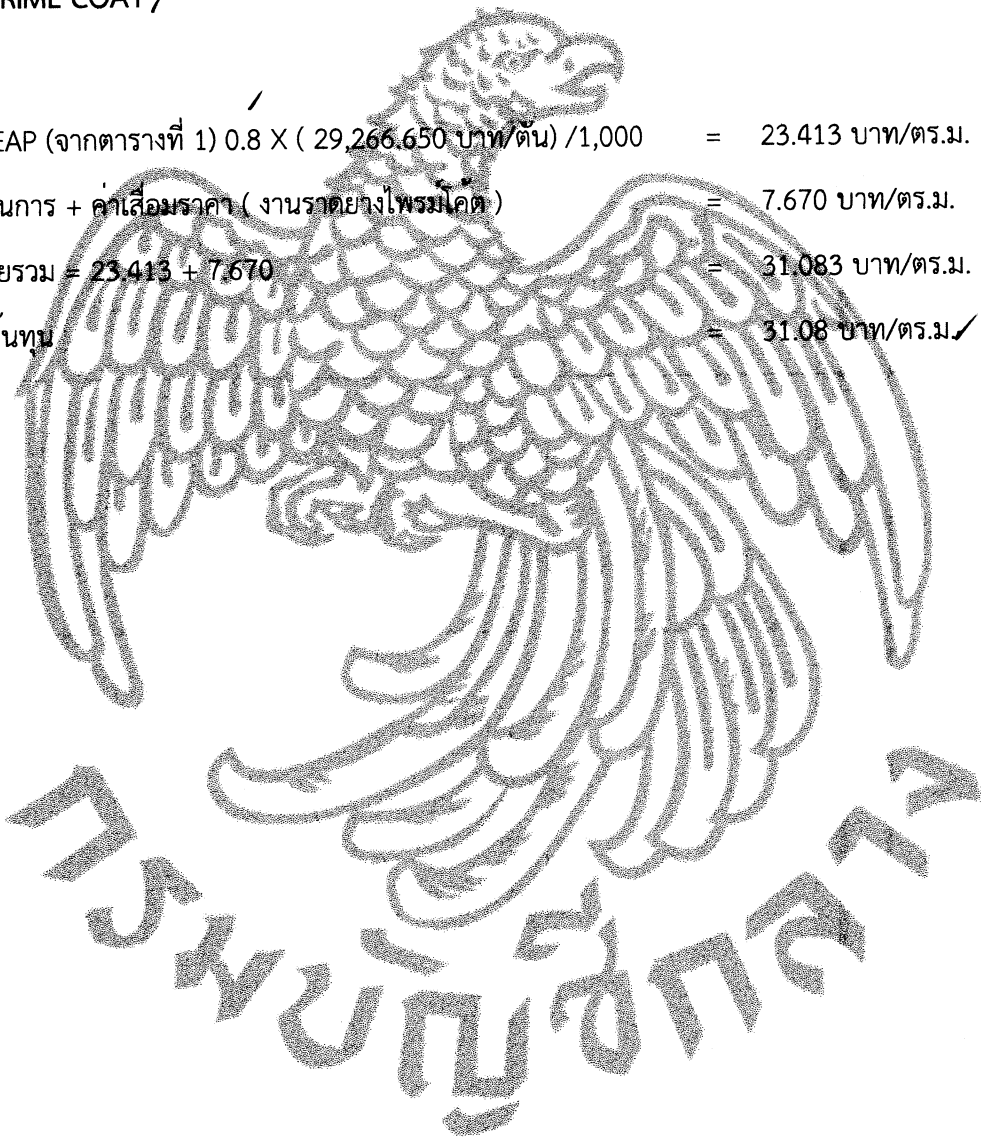 RIME COAT /
EAP (จากตารางที่ 1) 0.8 X ( 29,266.650 บาท/ตัน) /1,000 = 23.413 บาท/ตร.ม.
นการ + ค่าเสื่อมราคา ( งานราดยางไพรม์โค้ต ) = 7.670 บาท/ตร.ม.
ยรวม = 23.413 + 7.670 = 31.083 บาท/ตร.ม.
นทุน = 31.08 บาท/ตร.ม.
กรมบัญชีกลาง